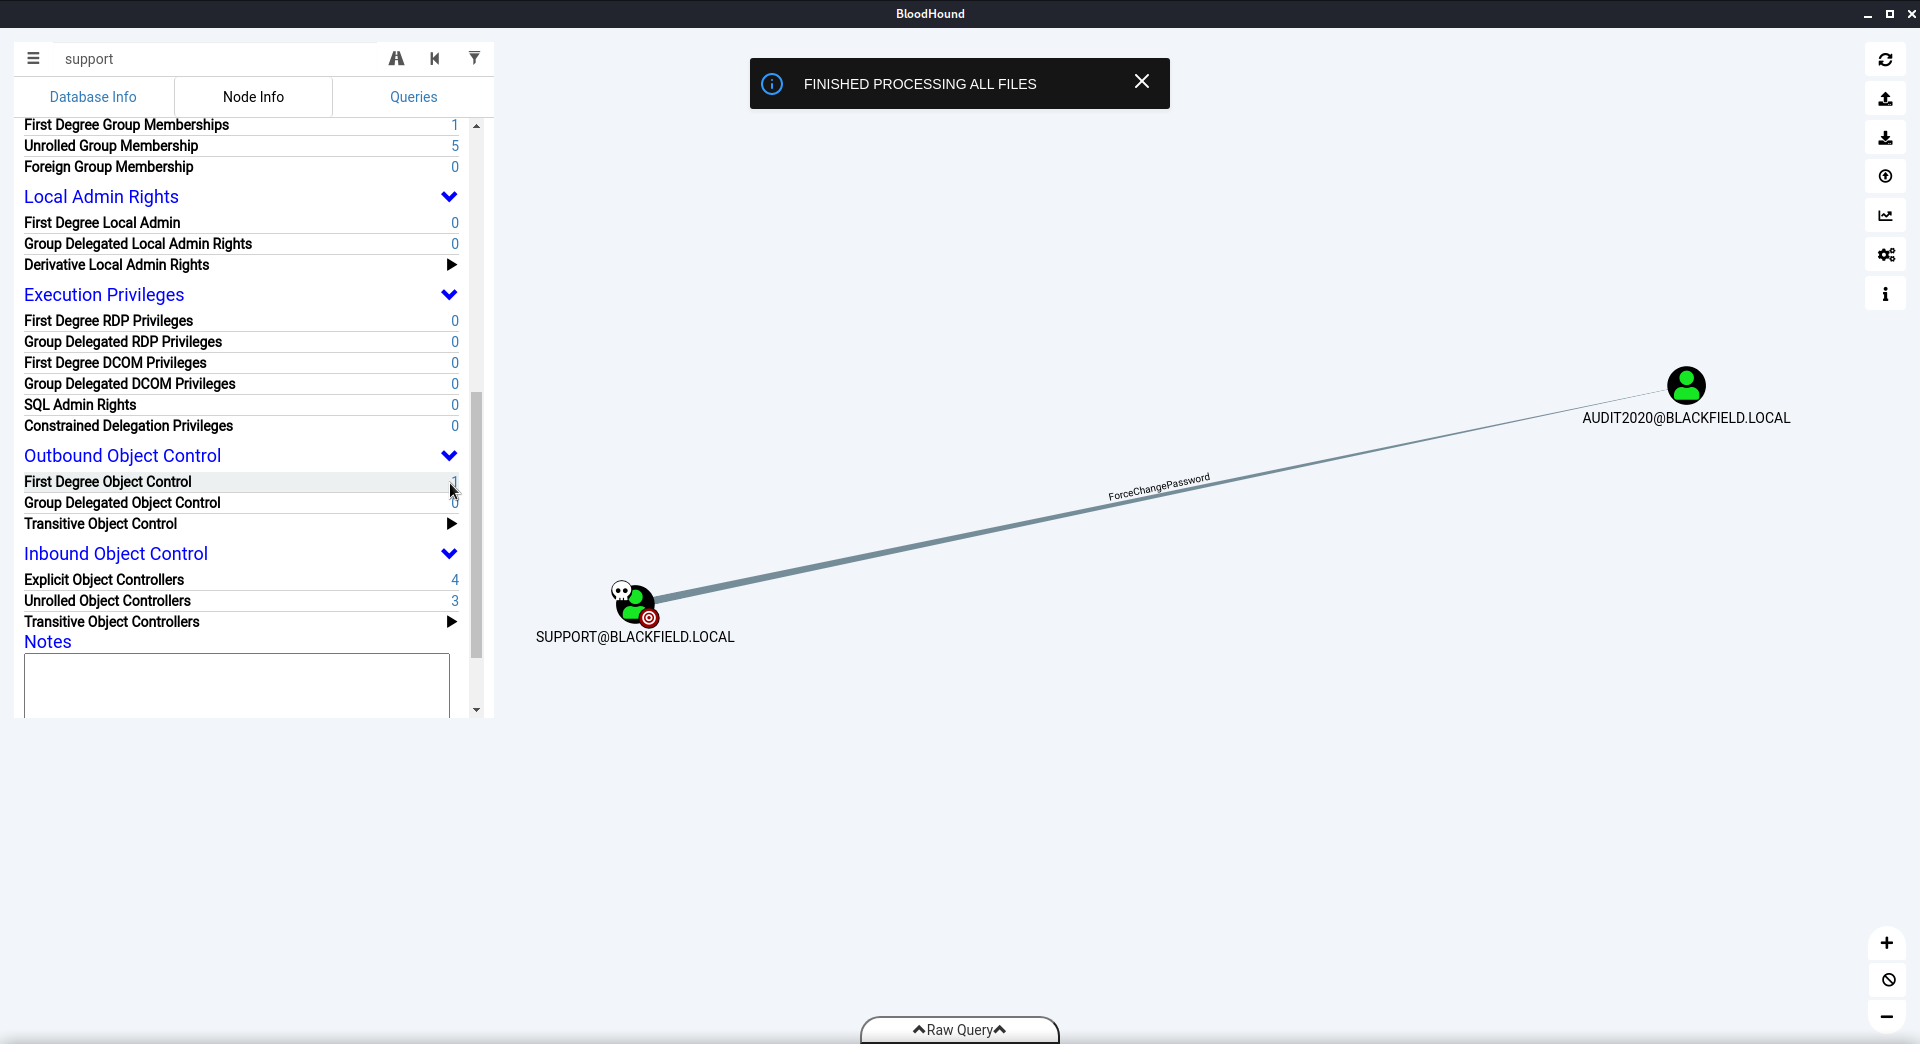 BloodHound
support
FINISHED PROCESSING ALL FILES
Database Info
Node Info
Queries
First Degree Group Memberships 1
Unrolled Group Membership 5
Foreign Group Membership 0
Local Admin Rights
First Degree Local Admin 0
Group Delegated Local Admin Rights 0
Derivative Local Admin Rights
Execution Privileges
First Degree RDP Privileges 0
Group Delegated RDP Privileges 0
First Degree DCOM Privileges 0
Group Delegated DCOM Privileges 0
SQL Admin Rights 0
Constrained Delegation Privileges 0
Outbound Object Control
First Degree Object Control 1
Group Delegated Object Control 0
Transitive Object Control
Inbound Object Control
Explicit Object Controllers 4
Unrolled Object Controllers 3
Transitive Object Controllers
Notes
AUDIT2020@BLACKFIELD.LOCAL
ForceChangePassword
SUPPORT@BLACKFIELD.LOCAL
Raw Query